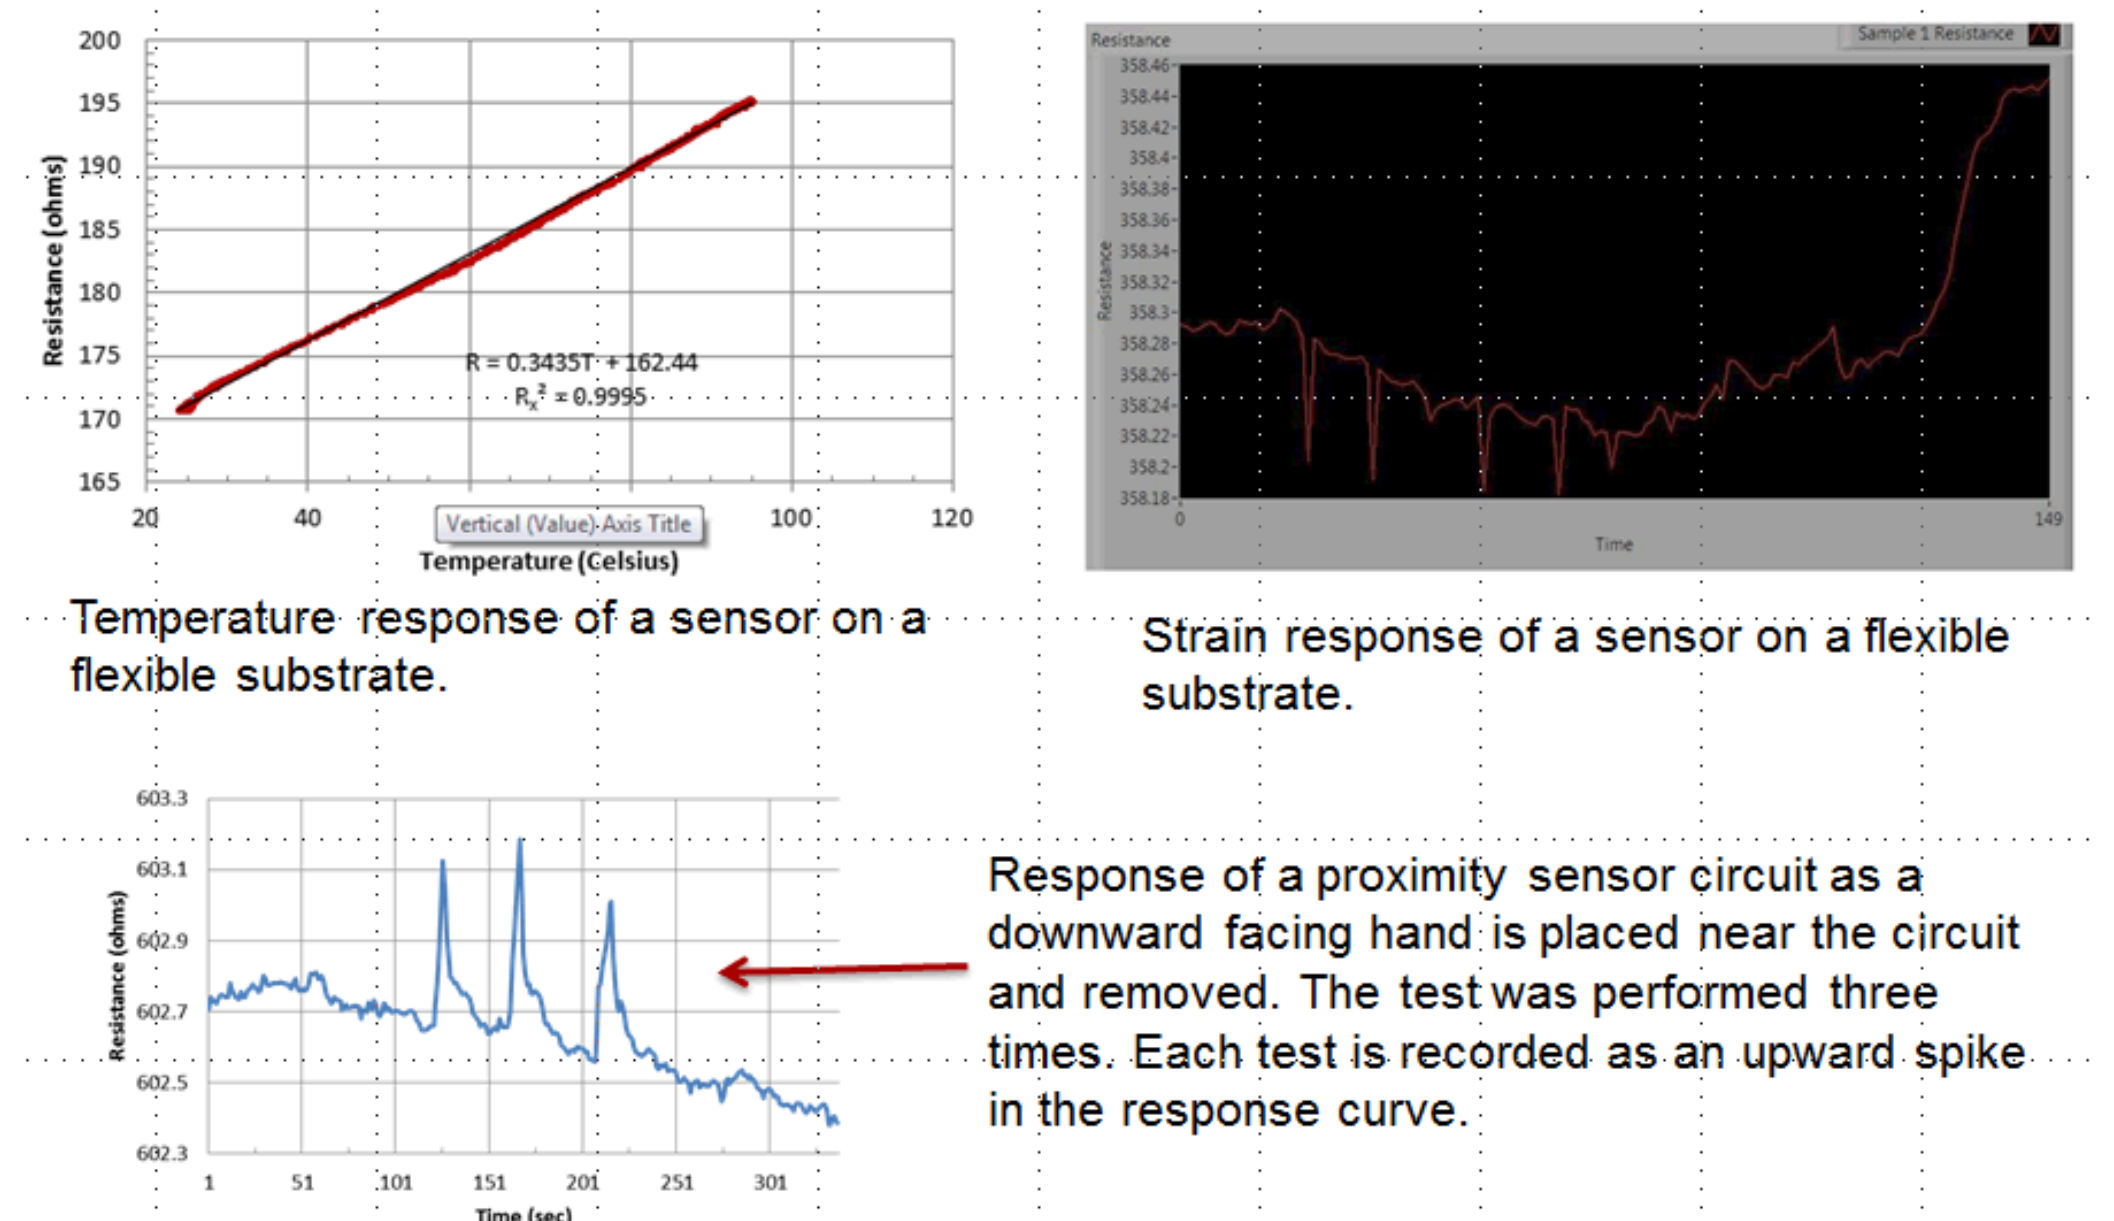 200
195
190
185
180
175
170
165
Resistance (ohms)
R = 0.3435T + 162.44
Rx² = 0.9995
20
40
100
120
Vertical (Value) Axis Title
Temperature (Celsius)
Temperature response of a sensor on a
flexible substrate.
Resistance
Sample 1 Resistance
358.46
358.44
358.42
358.4
358.38
358.36
358.34
358.32
358.3
358.28
358.26
358.24
358.22
358.2
358.18
Resistance
0
149
Time
Strain response of a sensor on a flexible
substrate.
603.3
603.1
602.9
602.7
602.5
602.3
Resistance (ohms)
1
51
101
151
201
251
301
Time (sec)
Response of a proximity sensor circuit as a
downward facing hand is placed near the circuit
and removed. The test was performed three
times. Each test is recorded as an upward spike
in the response curve.